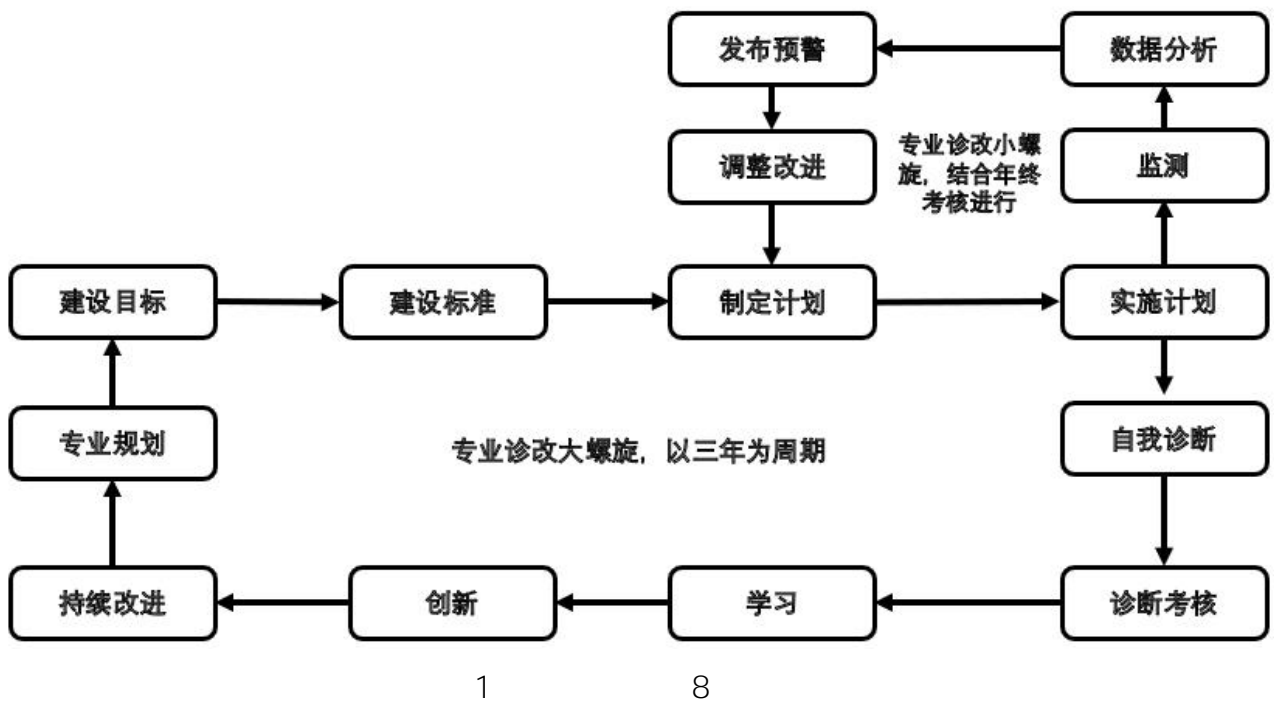 发布预警
数据分析
调整改进
专业诊改小螺
旋，结合年终
考核进行
监测
建设目标
建设标准
制定计划
实施计划
专业规划
专业诊改大螺旋，以三年为周期
自我诊断
持续改进
创新
学习
诊断考核
1 8